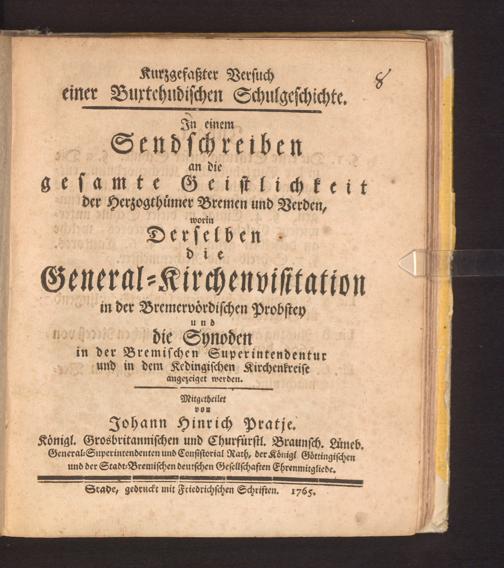 8
Kurzgefaßter Versuch
einer Buxtehudischen Schulgeschichte.
In einem
Sendschreiben
an die
gesamte Geistlichkeit
der Herzogthümer Bremen und Verden,
worin
Derselben
die
General-Kirchenvisitation
in der Bremervördischen Probstey
und
die Synoden
in der Bremischen Superintendentur
und in dem Kedingischen Kirchenkreise
angezeiget werden.
Mitgetheilet
von
Johann Hinrich Pratje.
Königl. Grosbritannischen und Churfürstl. Braunsch. Lüneb.
General-Superintendenten und Consistorial Rath, der Königl Göttingischen
und der Stadt-Bremischen deutschen Gesellschaften Ehrenmitgliede.
Stade, gedruckt mit Friedrichschen Schriften. 1765.